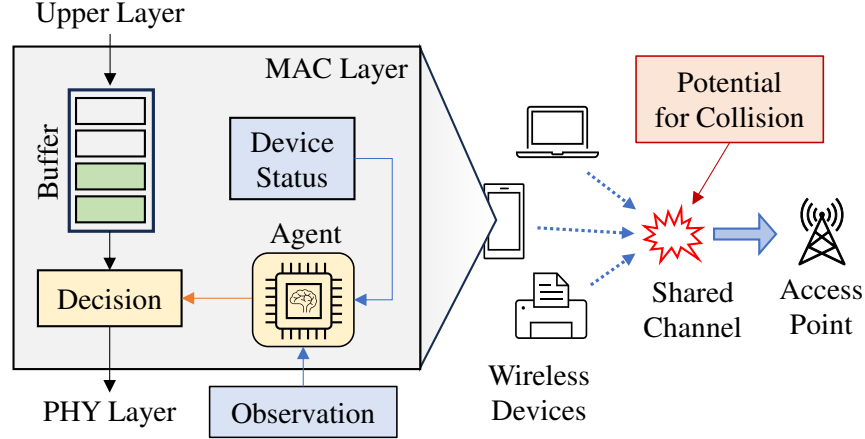 Upper Layer
MAC Layer
Buffer
Device
Status
Agent
Decision
PHY Layer
Observation
Potential
for Collision
Wireless
Devices
Shared
Channel
Access
Point